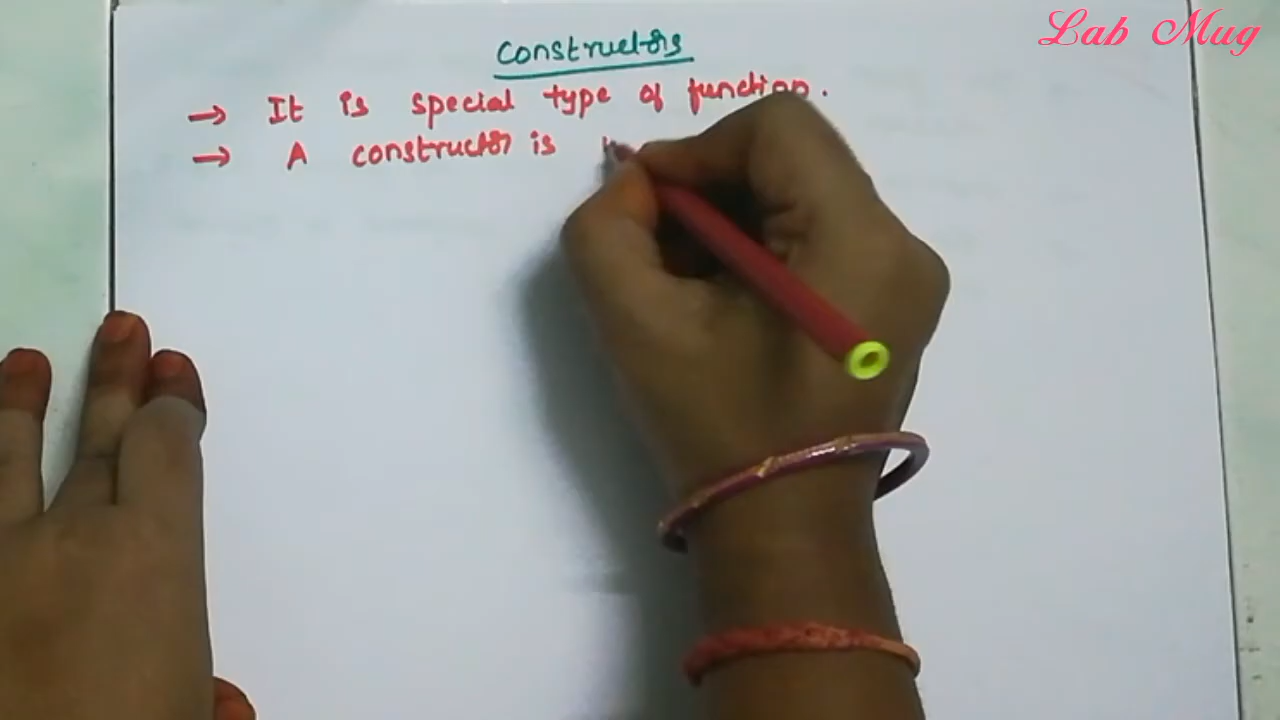 Lab Mug
Constructors
→ It is special type of function.
→ A constructor is